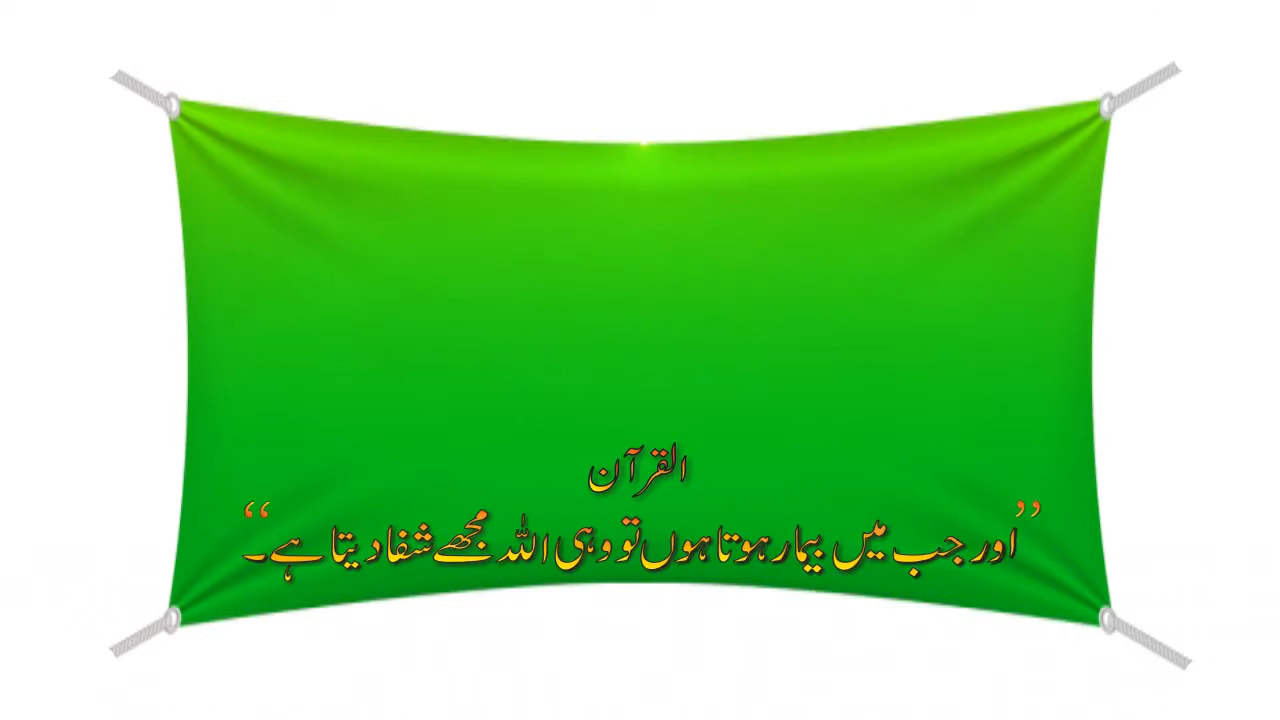 القرآن
”اور جب میں بیمار ہوتا ہوں تو وہی اللہ مجھے شفا دیتا ہے۔“